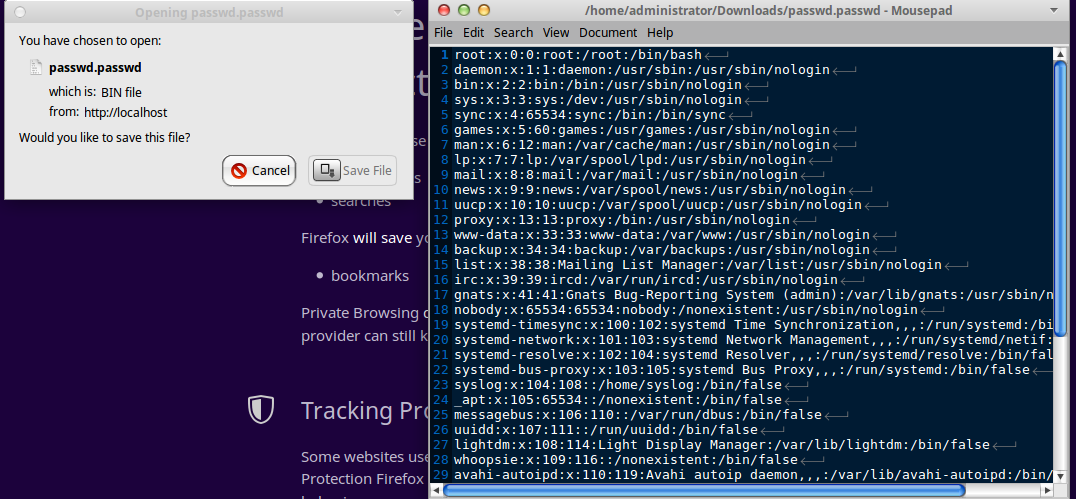 Opening passwd.passwd
You have chosen to open:
passwd.passwd
which is: BIN file
from: http://localhost
Would you like to save this file?
Cancel
Save File
searches
Firefox will save yo
bookmarks
Private Browsing
provider can still k
Tracking Pro
Some websites use
Protection Firefox
/home/administrator/Downloads/passwd.passwd - Mousepad
File Edit Search View Document Help
1 root:x:0:0:root:/root:/bin/bash
2 daemon:x:1:1:daemon:/usr/sbin:/usr/sbin/nologin
3 bin:x:2:2:bin:/bin:/usr/sbin/nologin
4 sys:x:3:3:sys:/dev:/usr/sbin/nologin
5 sync:x:4:65534:sync:/bin:/bin/sync
6 games:x:5:60:games:/usr/games:/usr/sbin/nologin
7 man:x:6:12:man:/var/cache/man:/usr/sbin/nologin
8 lp:x:7:7:lp:/var/spool/lpd:/usr/sbin/nologin
9 mail:x:8:8:mail:/var/mail:/usr/sbin/nologin
10 news:x:9:9:news:/var/spool/news:/usr/sbin/nologin
11 uucp:x:10:10:uucp:/var/spool/uucp:/usr/sbin/nologin
12 proxy:x:13:13:proxy:/bin:/usr/sbin/nologin
13 www-data:x:33:33:www-data:/var/www:/usr/sbin/nologin
14 backup:x:34:34:backup:/var/backups:/usr/sbin/nologin
15 list:x:38:38:Mailing List Manager:/var/list:/usr/sbin/nologin
16 irc:x:39:39:ircd:/var/run/ircd:/usr/sbin/nologin
17 gnats:x:41:41:Gnats Bug-Reporting System (admin):/var/lib/gnats:/usr/sbin/n
18 nobody:x:65534:65534:nobody:/nonexistent:/usr/sbin/nologin
19 systemd-timesync:x:100:102:systemd Time Synchronization,,,:/run/systemd:/bi
20 systemd-network:x:101:103:systemd Network Management,,,:/run/systemd/netif:
21 systemd-resolve:x:102:104:systemd Resolver,,,:/run/systemd/resolve:/bin/fal
22 systemd-bus-proxy:x:103:105:systemd Bus Proxy,,,:/run/systemd:/bin/false
23 syslog:x:104:108::/home/syslog:/bin/false
24 _apt:x:105:65534::/nonexistent:/bin/false
25 messagebus:x:106:110::/var/run/dbus:/bin/false
26 uuidd:x:107:111::/run/uuidd:/bin/false
27 lightdm:x:108:114:Light Display Manager:/var/lib/lightdm:/bin/false
28 whoopsie:x:109:116::/nonexistent:/bin/false
29 avahi-autoipd:x:110:119:Avahi autoip daemon,,,:/var/lib/avahi-autoipd:/bin/